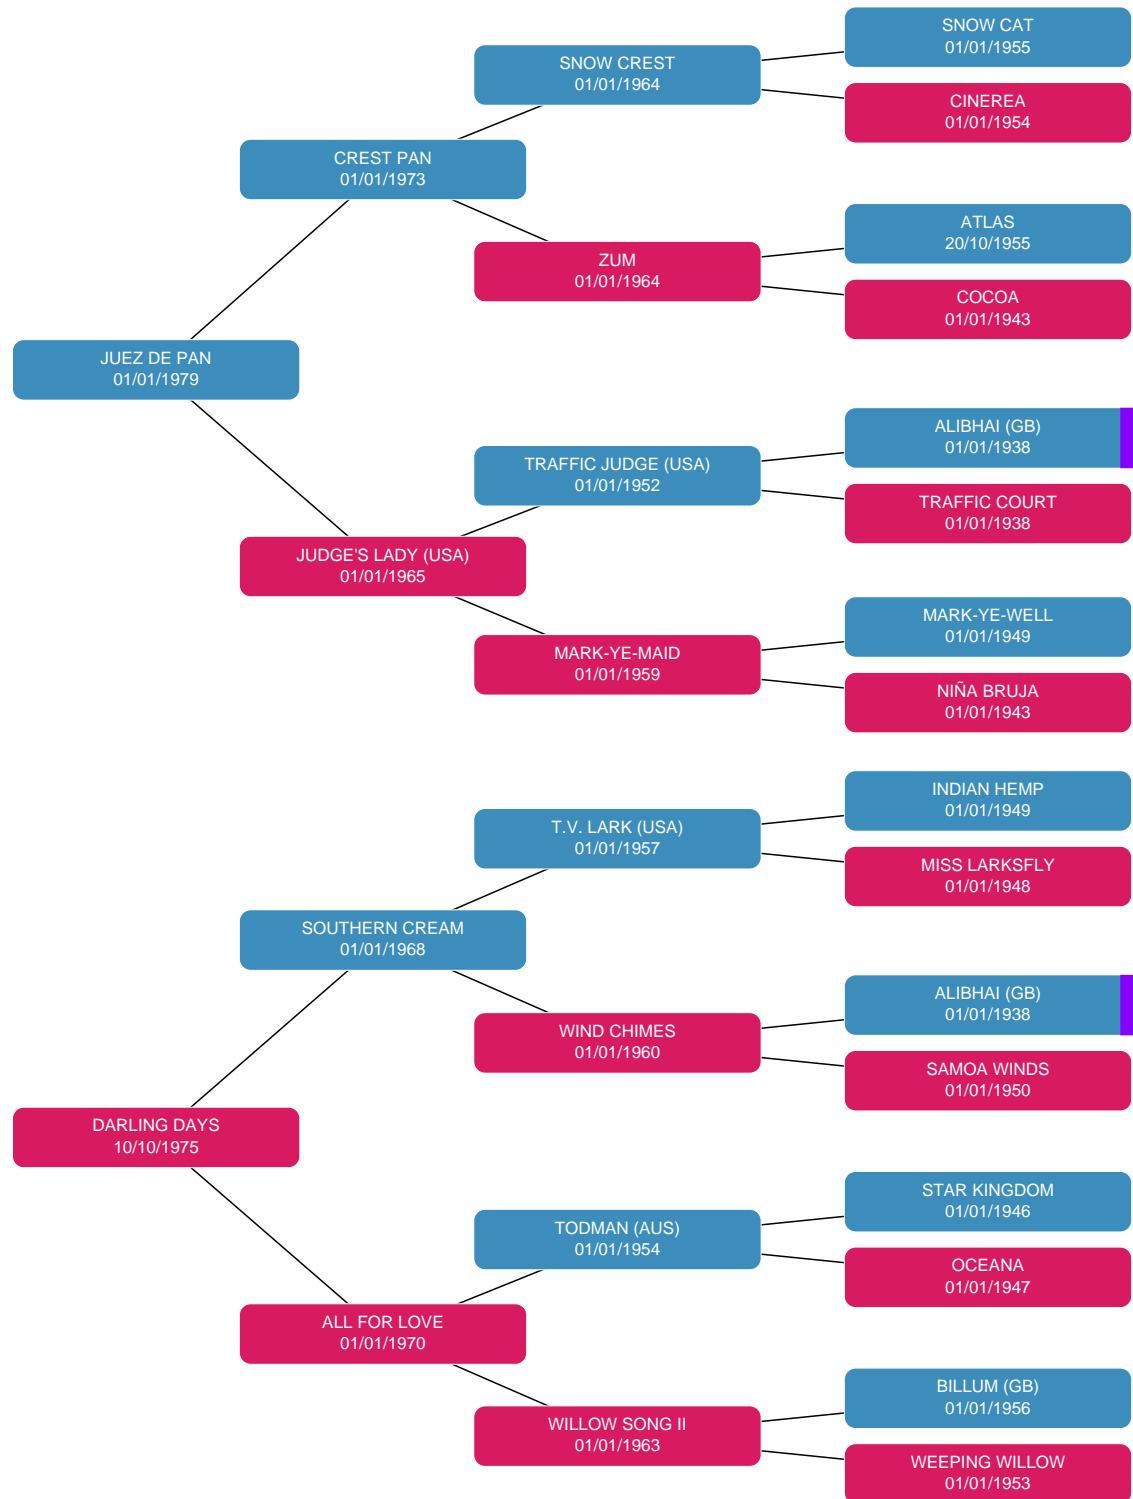 SNOW CAT
01/01/1955
SNOW CREST
01/01/1964
CINEREA
01/01/1954
CREST PAN
01/01/1973
ATLAS
20/10/1955
ZUM
01/01/1964
COCOA
01/01/1943
JUEZ DE PAN
01/01/1979
ALIBHAI (GB)
01/01/1938
TRAFFIC JUDGE (USA)
01/01/1952
TRAFFIC COURT
01/01/1938
JUDGE'S LADY (USA)
01/01/1965
MARK-YE-WELL
01/01/1949
MARK-YE-MAID
01/01/1959
NIÑA BRUJA
01/01/1943
INDIAN HEMP
01/01/1949
T.V. LARK (USA)
01/01/1957
MISS LARKSFLY
01/01/1948
SOUTHERN CREAM
01/01/1968
ALIBHAI (GB)
01/01/1938
WIND CHIMES
01/01/1960
SAMOA WINDS
01/01/1950
DARLING DAYS
10/10/1975
STAR KINGDOM
01/01/1946
TODMAN (AUS)
01/01/1954
OCEANA
01/01/1947
ALL FOR LOVE
01/01/1970
BILLUM (GB)
01/01/1956
WILLOW SONG II
01/01/1963
WEEPING WILLOW
01/01/1953